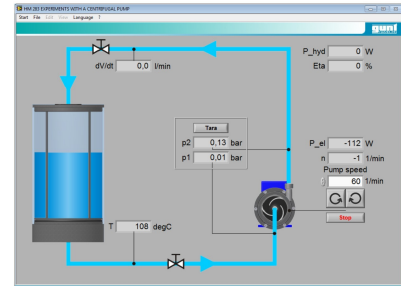 HM 283 EXPERIMENTS WITH A CENTRIFUGAL PUMP
Start File Edit View Language ?
gunt
P_hyd 0 W
dV/dt 0,0 l/min
Eta 0 %
Tara
p2 0,13 bar
p1 0,01 bar
P_el -112 W
n -1 1/min
Pump speed
60 1/min
Stop
T 108 degC